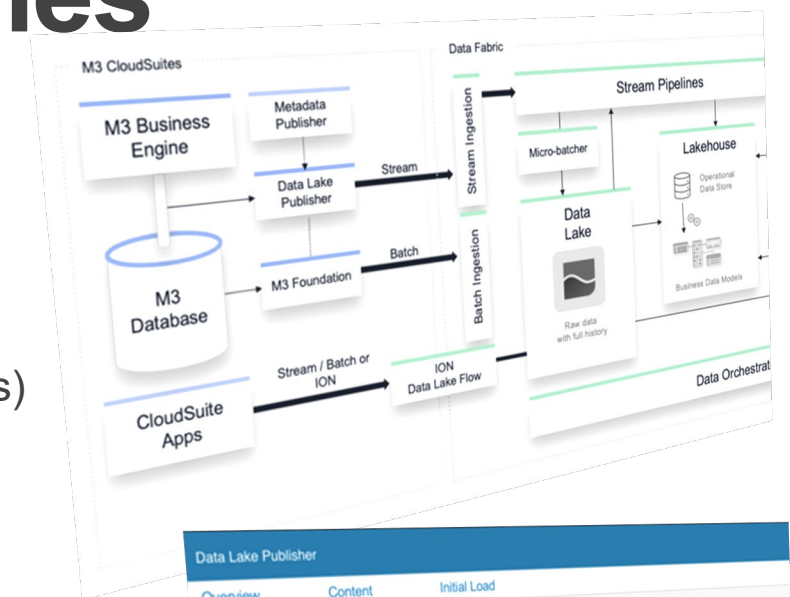 M3 CloudSuites
M3 Business
Engine
Metadata
Publisher
Data Lake
Publisher
Stream
M3
Database
M3 Foundation
Batch
CloudSuite
Apps
Stream / Batch or
ION
ION
Data Lake Flow
Data Fabric
Stream Ingestion
Batch Ingestion
Stream Pipelines
Micro-batcher
Data
Lake
Raw data
with full history
Lakehouse
Operational
Data Store
Business Data Models
Data Orchestrat
s)
Data Lake Publisher
Overview
Content
Initial Load